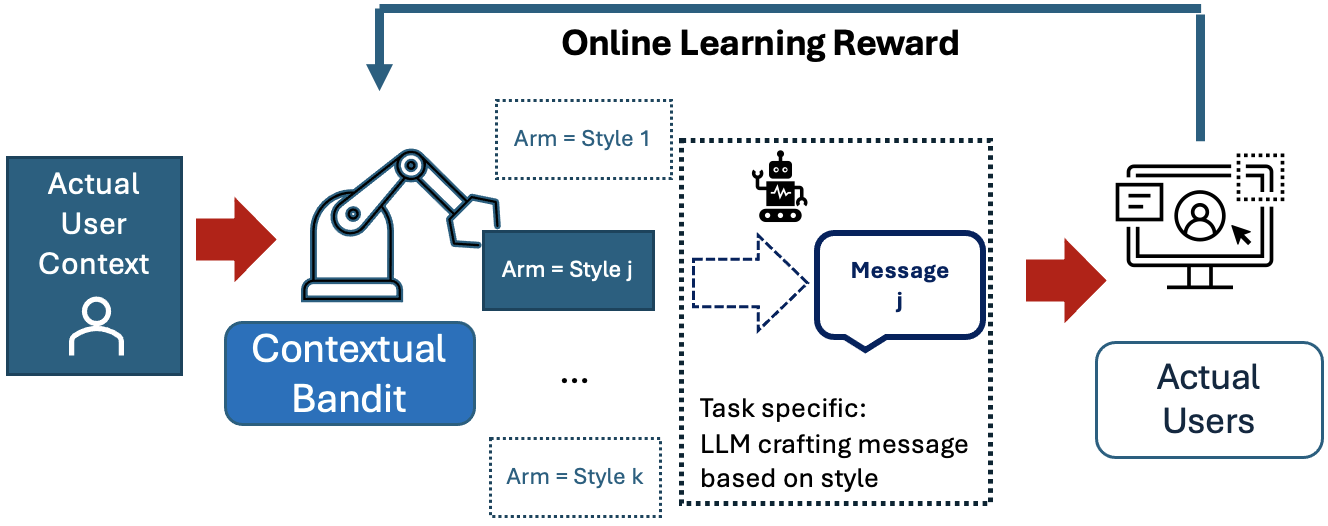 Online Learning Reward
Actual
User
Context
Contextual
Bandit
Arm = Style 1
Arm = Style j
...
Arm = Style k
Message
j
Task specific:
LLM crafting message
based on style
Actual
Users